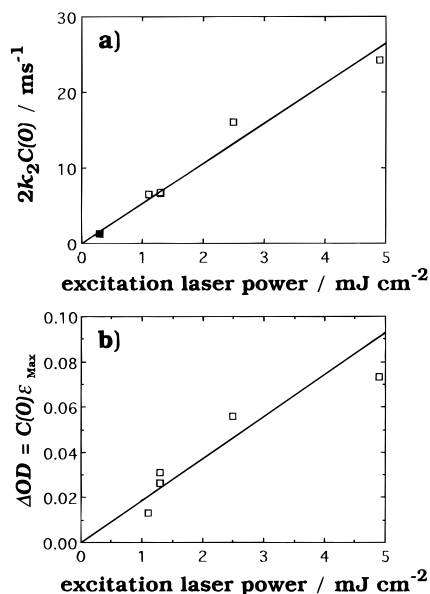 a)
2k₂C(0) / ms⁻¹
30
20
10
0
0 1 2 3 4 5
excitation laser power / mJ cm⁻²
b)
ΔOD = C(0)ε Max
0.10
0.08
0.06
0.04
0.02
0.00
0 1 2 3 4 5
excitation laser power / mJ cm⁻²